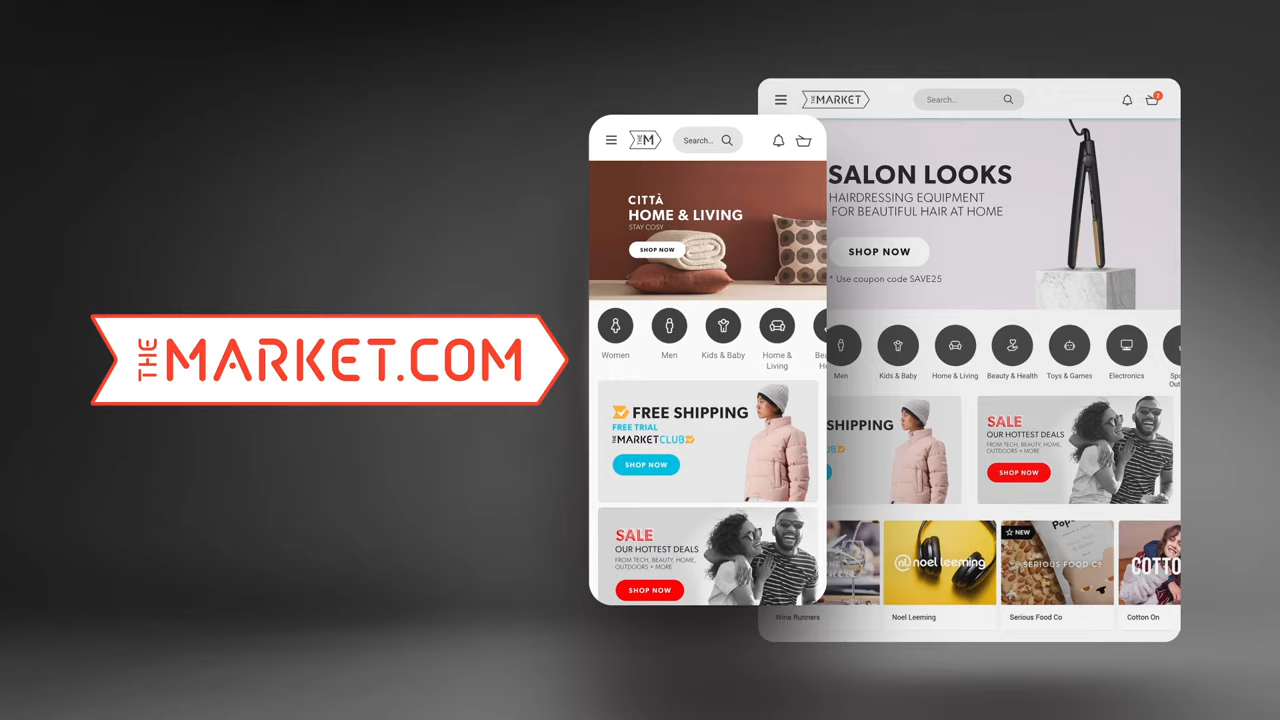 THE MARKET.COM
THE M
Search...
CITTÀ
HOME & LIVING
STAY COSY
SHOP NOW
Women
Men
Kids & Baby
Home &
Living
FREE SHIPPING
FREE TRIAL
THE MARKETCLUB
SHOP NOW
SALE
OUR HOTTEST DEALS
FROM TECH, BEAUTY, HOME,
OUTDOORS + MORE
SHOP NOW
THE MARKET
Search...
2
SALON LOOKS
HAIRDRESSING EQUIPMENT
FOR BEAUTIFUL HAIR AT HOME
SHOP NOW
* Use coupon code SAVE25
Men
Kids & Baby
Home & Living
Beauty & Health
Toys & Games
Electronics
SHIPPING
SALE
OUR HOTTEST DEALS
FROM TECH, BEAUTY, HOME,
OUTDOORS + MORE
SHOP NOW
nl noel leeming
NEW
SERIOUS FOOD Co
COTTO
Wine Runners
Noel Leeming
Serious Food Co
Cotton On